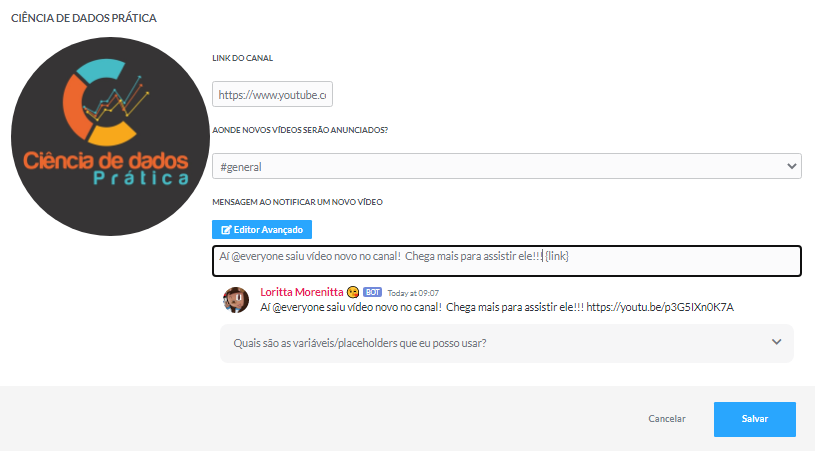 CIÊNCIA DE DADOS PRÁTICA
Ciência de dados
Prática
LINK DO CANAL
https://www.youtube.co
AONDE NOVOS VÍDEOS SERÃO ANUNCIADOS?
#general
MENSAGEM AO NOTIFICAR UM NOVO VÍDEO
Editor Avançado
Aí @everyone saiu vídeo novo no canal! Chega mais para assistir ele!!! {link}
Loritta Morenitta 😘 BOT Today at 09:07
Aí @everyone saiu vídeo novo no canal! Chega mais para assistir ele!!! https://youtu.be/p3G5IXn0K7A
Quais são as variáveis/placeholders que eu posso usar?
Cancelar
Salvar